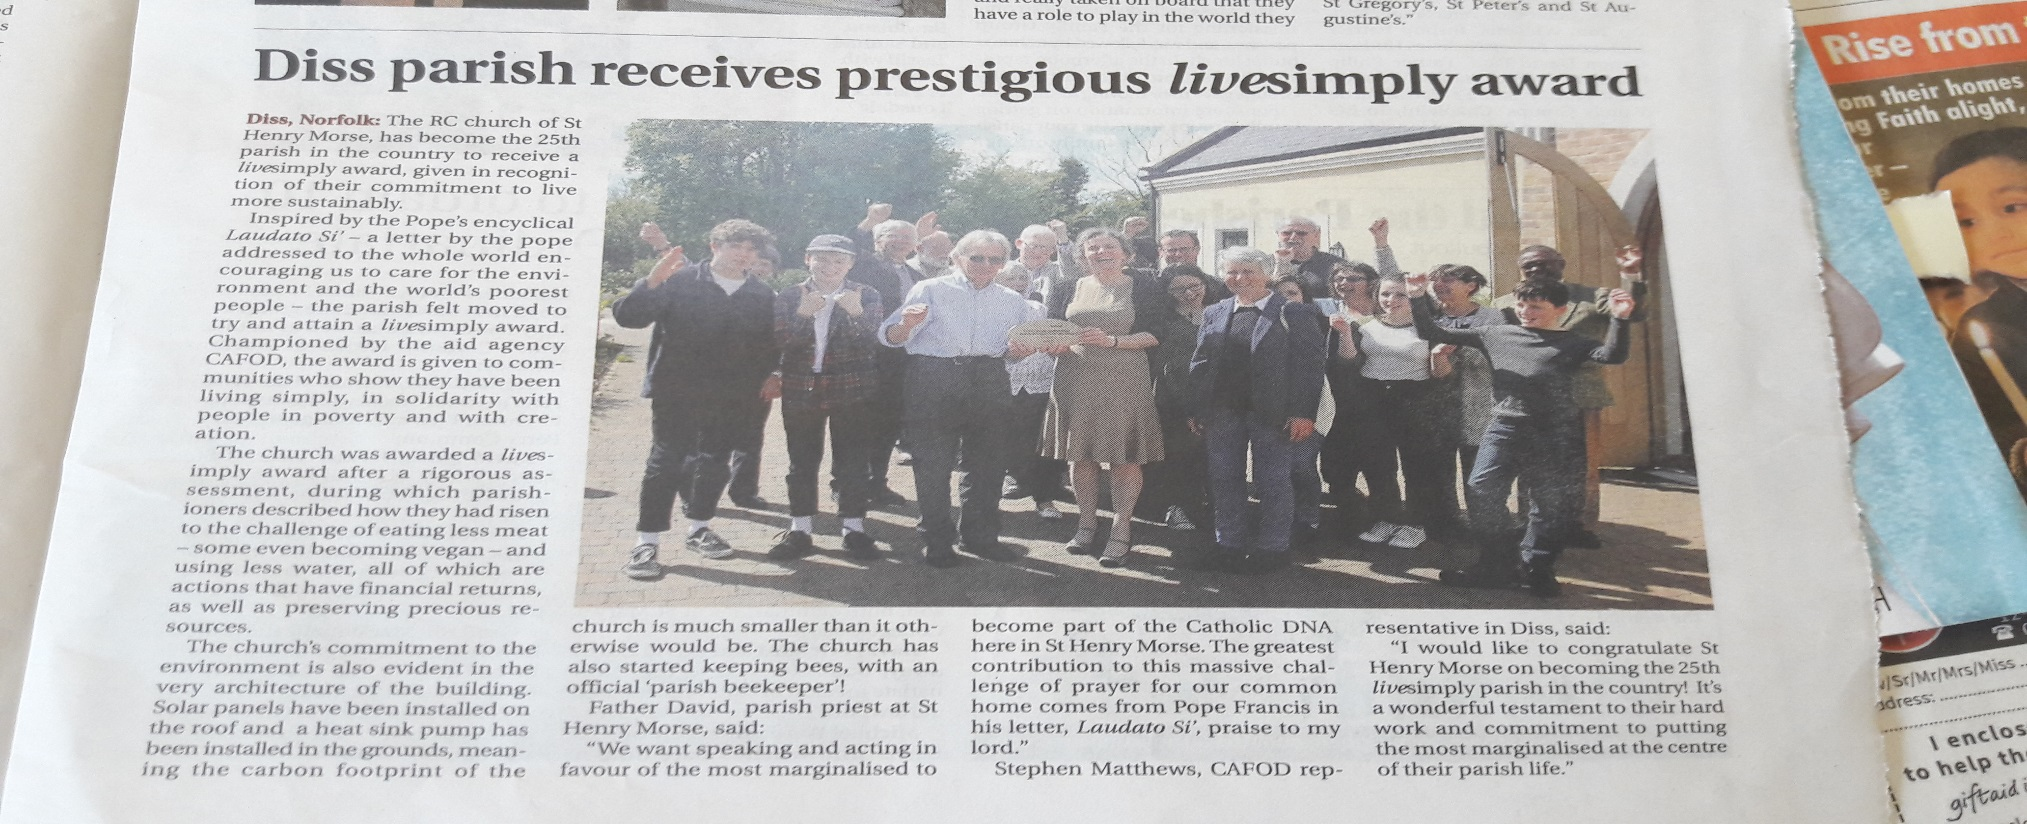 have a role to play in the world they
St Gregory's, St Peter's and St Au-
gustine's."
Diss parish receives prestigious livesimply award
Diss, Norfolk: The RC church of St
Henry Morse, has become the 25th
parish in the country to receive a
livesimply award, given in recogni-
tion of their commitment to live
more sustainably.
Inspired by the Pope's encyclical
Laudato Si' – a letter by the pope
addressed to the whole world en-
couraging us to care for the envi-
ronment and the world's poorest
people – the parish felt moved to
try and attain a livesimply award.
Championed by the aid agency
CAFOD, the award is given to com-
munities who show they have been
living simply, in solidarity with
people in poverty and with cre-
ation.
The church was awarded a lives-
imply award after a rigorous as-
sessment, during which parish-
ioners described how they had risen
to the challenge of eating less meat
– some even becoming vegan – and
using less water, all of which are
actions that have financial returns,
as well as preserving precious re-
sources.
The church's commitment to the
environment is also evident in the
very architecture of the building.
Solar panels have been installed on
the roof and a heat sink pump has
been installed in the grounds, mean-
ing the carbon footprint of the
church is much smaller than it oth-
erwise would be. The church has
also started keeping bees, with an
official 'parish beekeeper'!
Father David, parish priest at St
Henry Morse, said:
"We want speaking and acting in
favour of the most marginalised to
become part of the Catholic DNA
here in St Henry Morse. The greatest
contribution to this massive chal-
lenge of prayer for our common
home comes from Pope Francis in
his letter, Laudato Si', praise to my
lord."
Stephen Matthews, CAFOD rep-
resentative in Diss, said:
"I would like to congratulate St
Henry Morse on becoming the 25th
livesimply parish in the country! It's
a wonderful testament to their hard
work and commitment to putting
the most marginalised at the centre
of their parish life."
Rise from
om their homes
ng Faith alight,
/Sr/Mr/Mrs/Miss
ddress:
I enclos
to help th
giftaid i